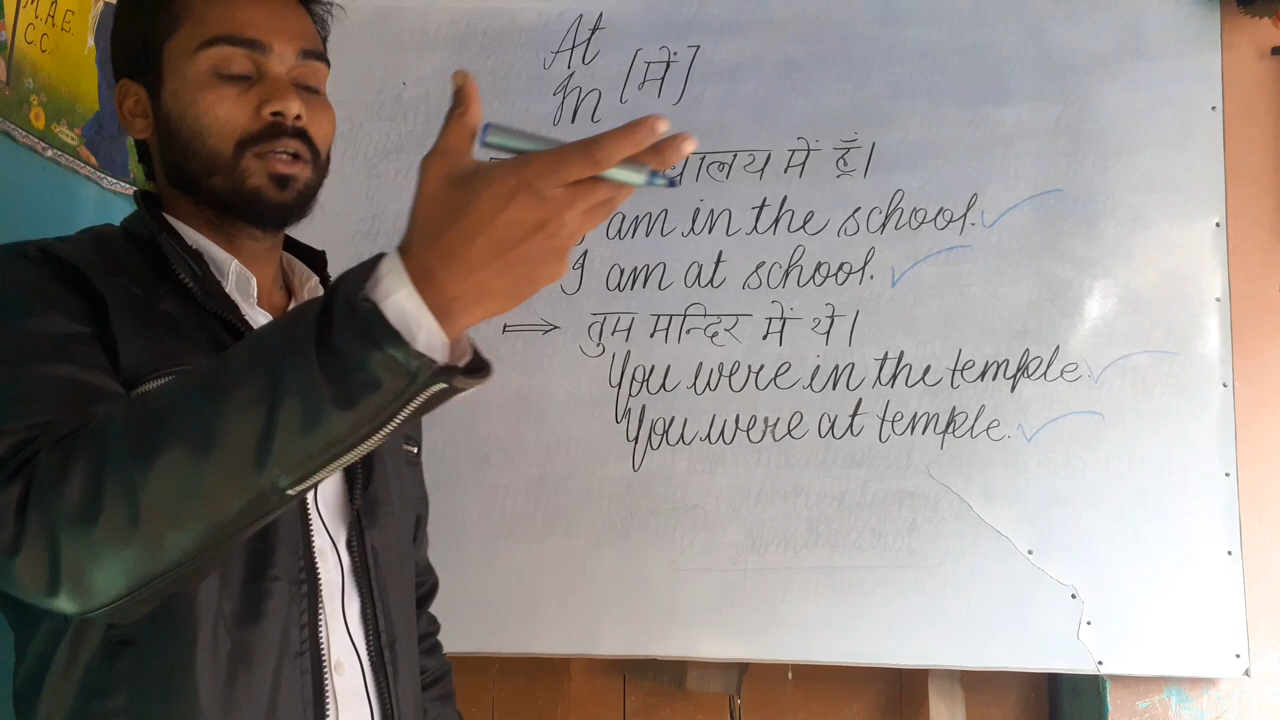 M.A.E.
C.C.
At
In [में]
में हूँ।
I am in the school.
I am at school.
⇒ तुम मन्दिर में थे।
You were in the temple.
You were at temple.